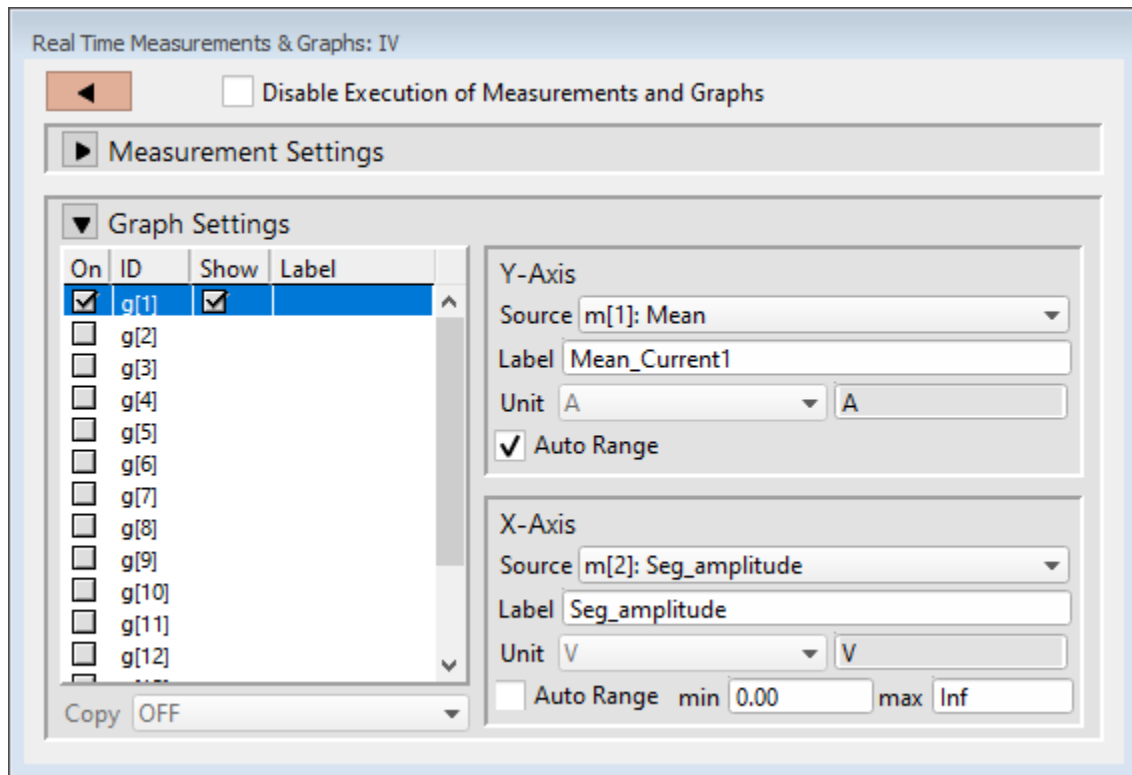 Real Time Measurements & Graphs: IV
Disable Execution of Measurements and Graphs
Measurement Settings
Graph Settings
On ID Show Label
g[1]
g[2]
g[3]
g[4]
g[5]
g[6]
g[7]
g[8]
g[9]
g[10]
g[11]
g[12]
Copy OFF
Y-Axis
Source m[1]: Mean
Label Mean_Current1
Unit A A
Auto Range
X-Axis
Source m[2]: Seg_amplitude
Label Seg_amplitude
Unit V V
Auto Range min 0.00 max Inf